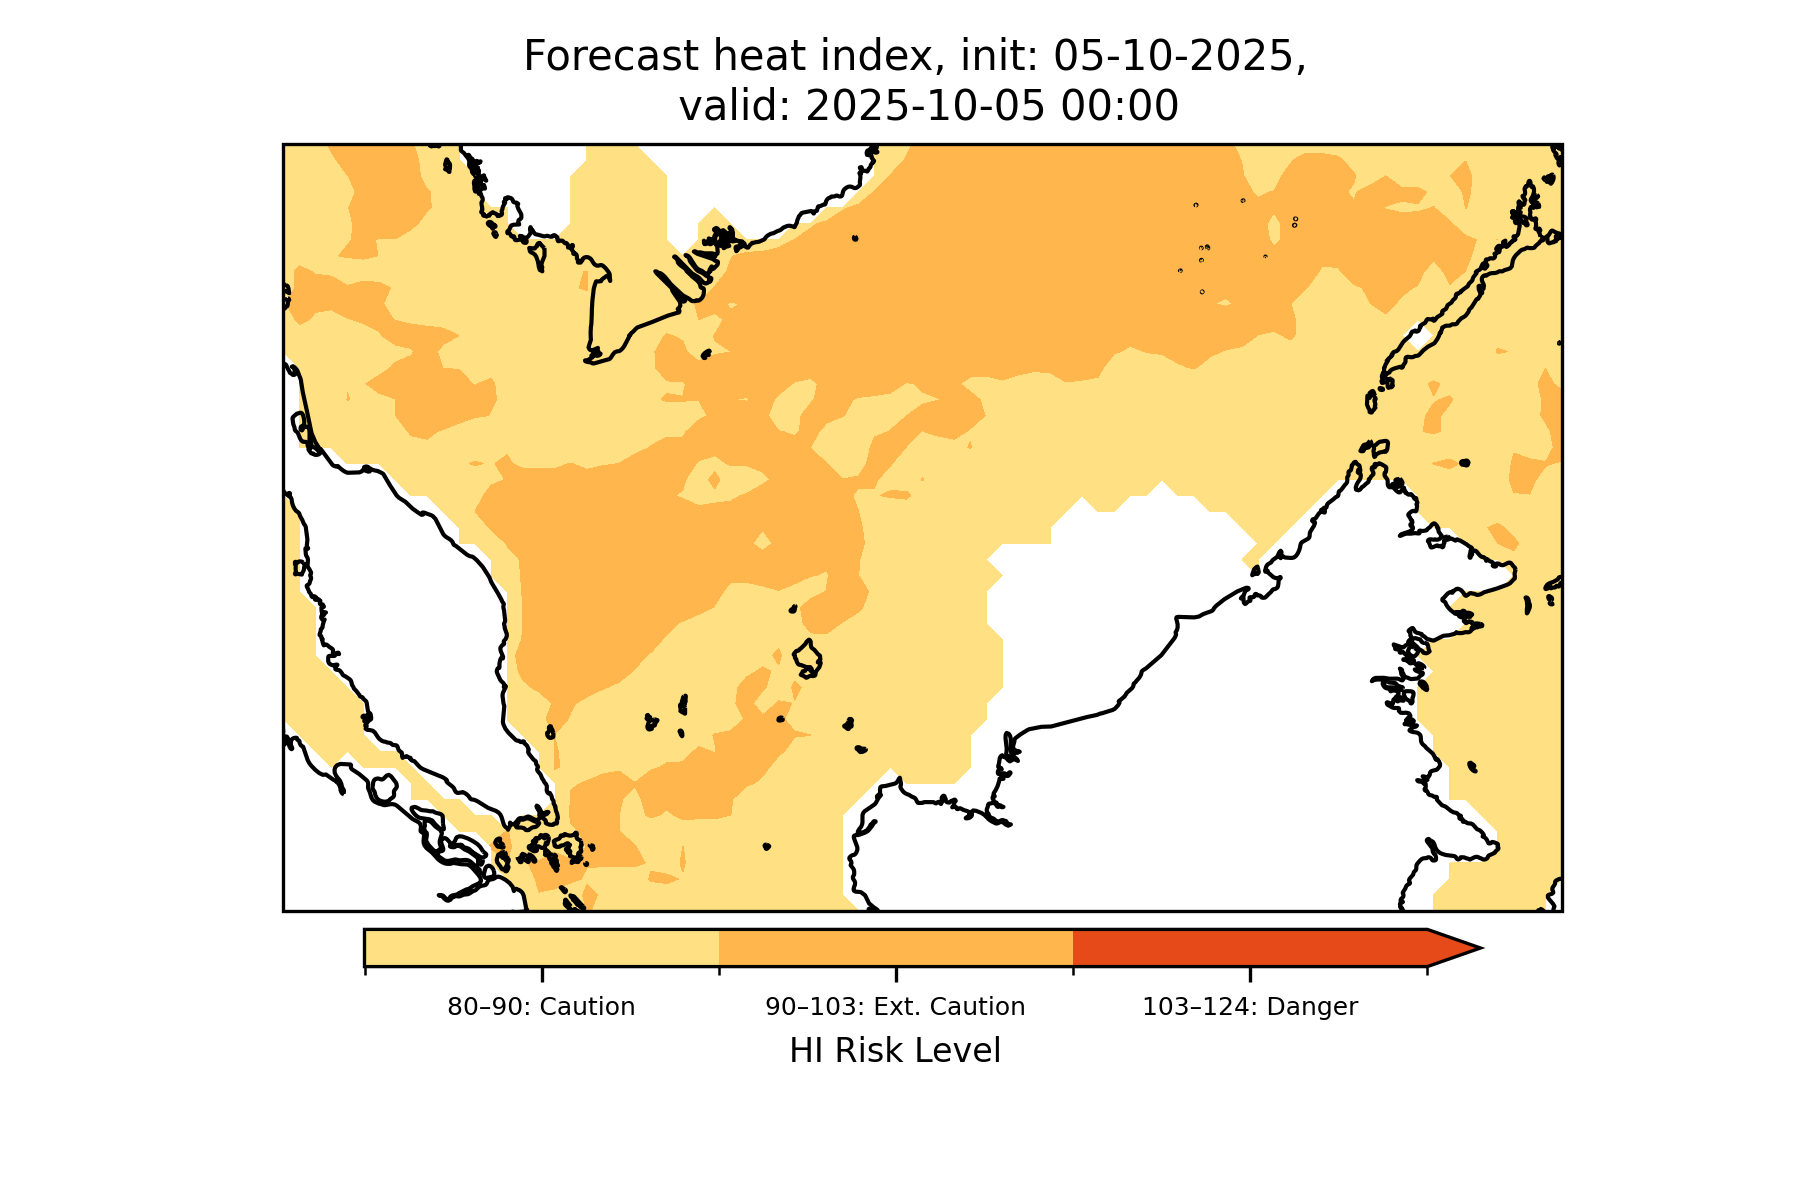 Forecast heat index, init: 05-10-2025,
valid: 2025-10-05 00:00
80–90: Caution
90–103: Ext. Caution
103–124: Danger
HI Risk Level